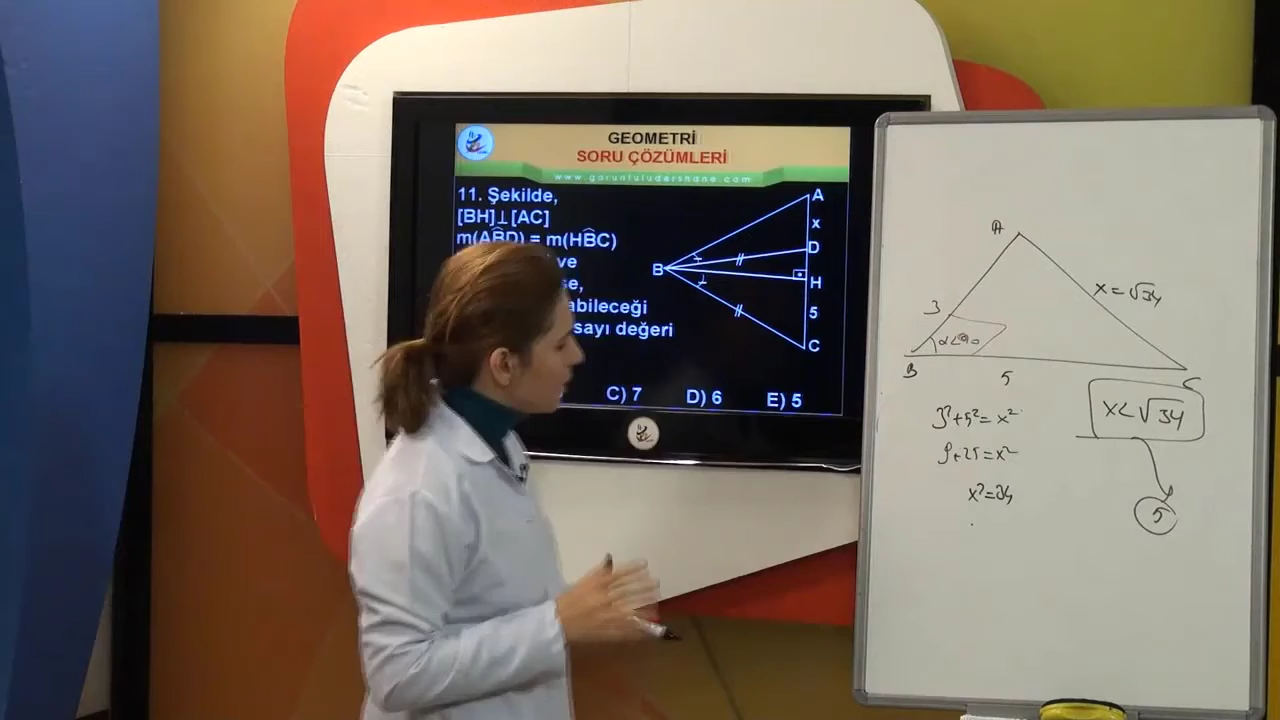 GEOMETRİ
SORU ÇÖZÜMLERİ
www.goruntuludershane.com
11. Şekilde,
[BH]⊥[AC]
m(ABD) = m(HBC)
ve
se,
abileceği
sayı değeri
C) 7 D) 6 E) 5
A
x
D
B
H
5
C
A
3
x=√34
α<90
B
5
C
3²+5²=x²
9+25=x²
x²=34
x<√34
5